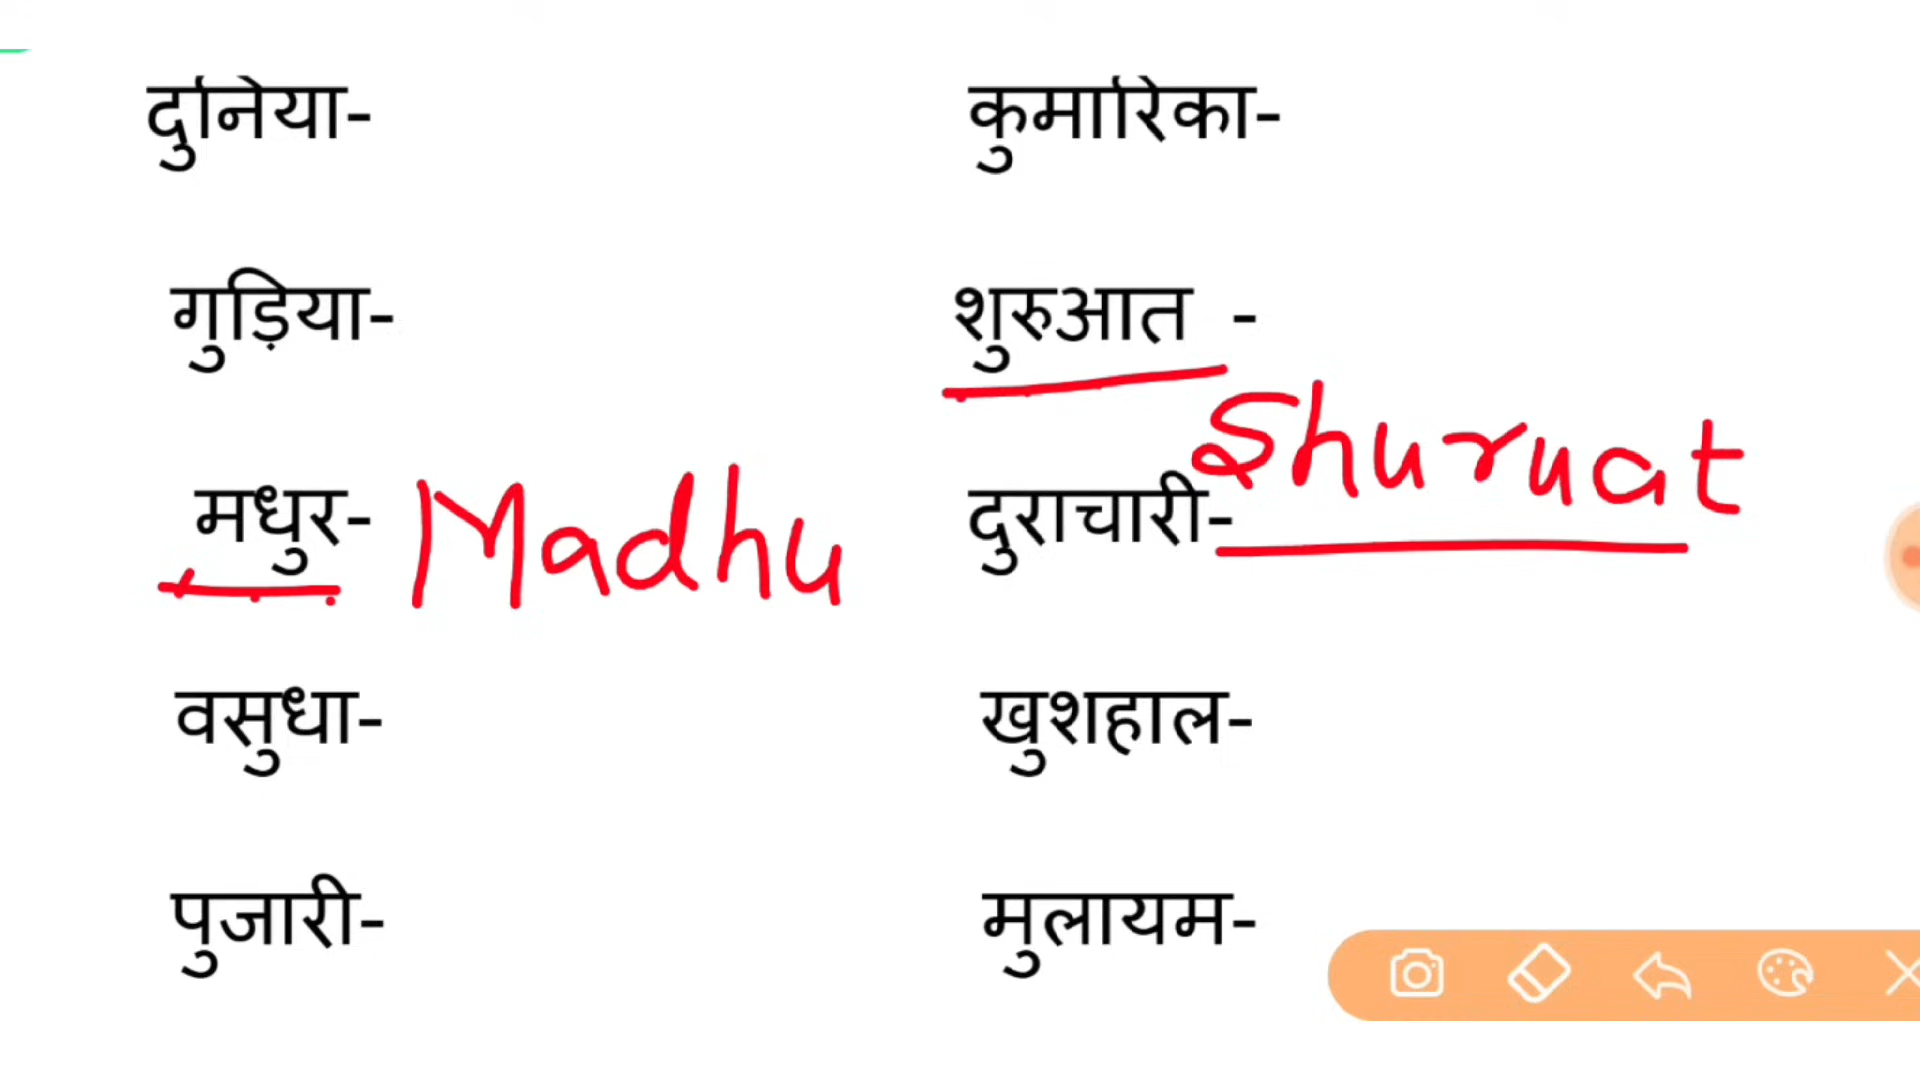 दुनिया- कुमारिका-
गुड़िया- शुरुआत -
Shuruat
मधुर- Madhu दुराचारी-
वसुधा- खुशहाल-
पुजारी- मुलायम-